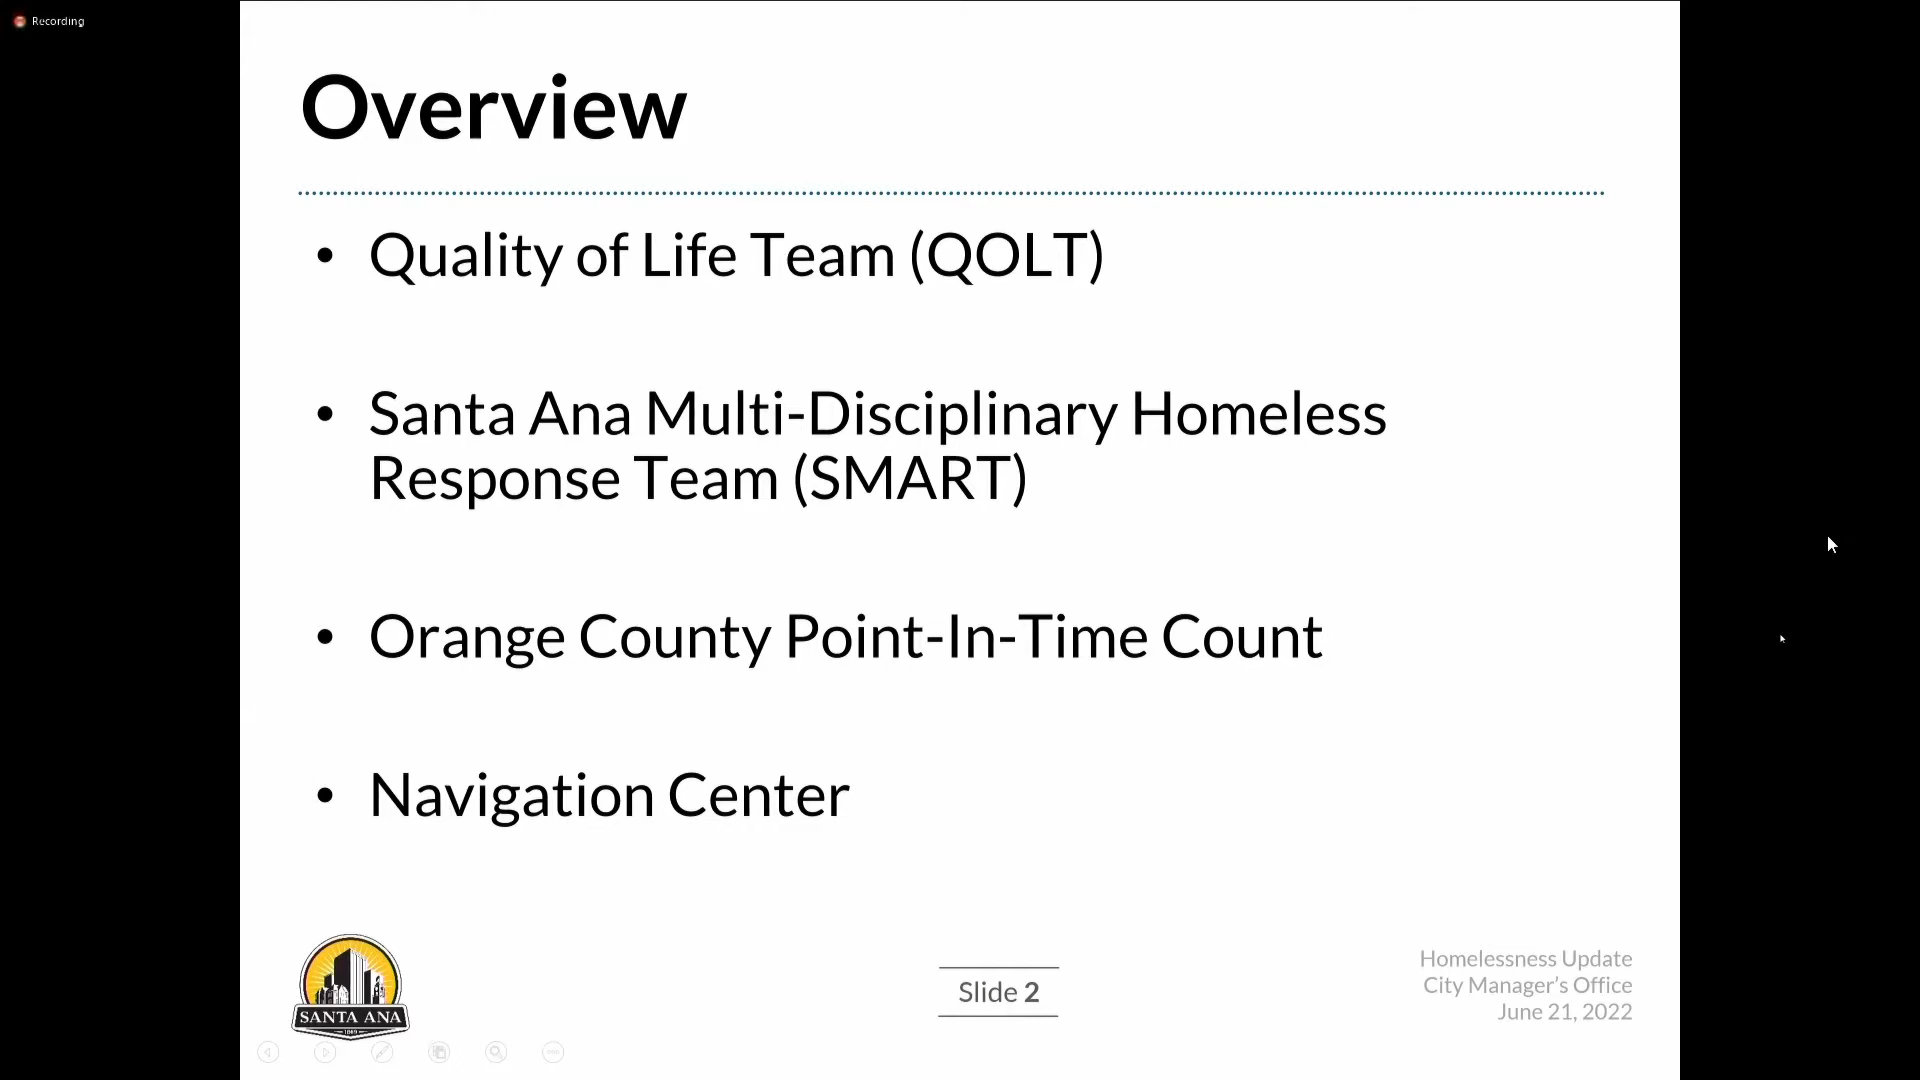 Recording
Overview
• Quality of Life Team (QOLT)
• Santa Ana Multi-Disciplinary Homeless
Response Team (SMART)
• Orange County Point-In-Time Count
• Navigation Center
SANTA ANA
1869
Slide 2
Homelessness Update
City Manager's Office
June 21, 2022